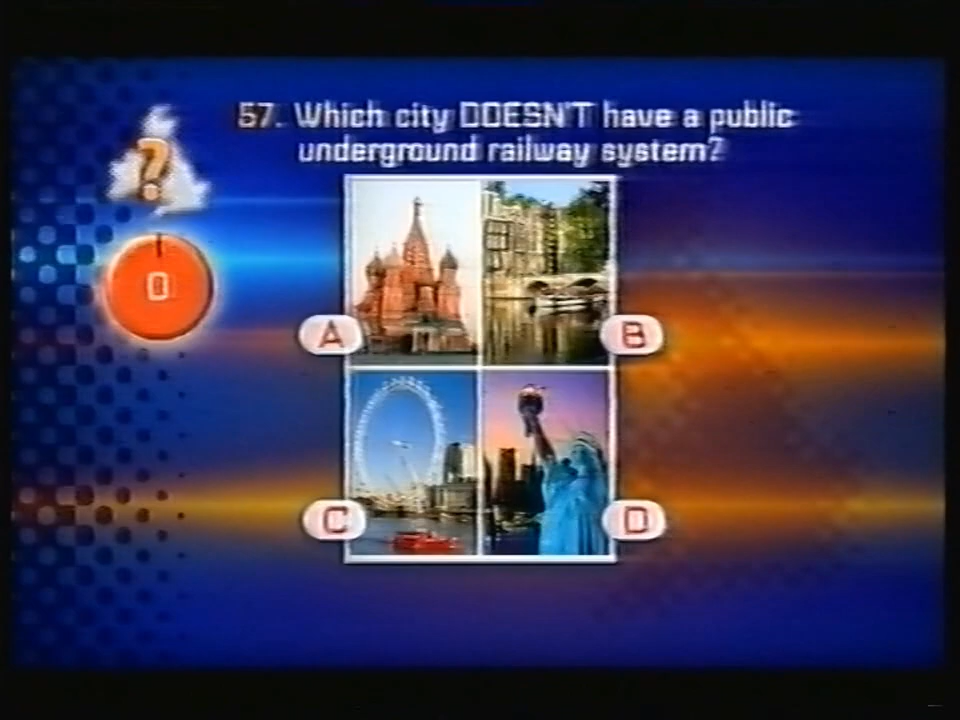 57. Which city DOESN'T have a public
underground railway system?
?
0
A
B
C
D